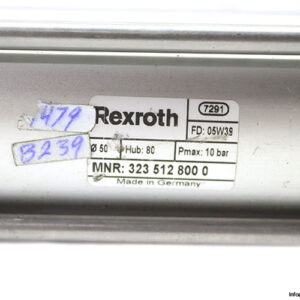 1479
B239
Rexroth
7291
FD: 05W39
Ø 50 Hub: 80 Pmax: 10 bar
MNR: 323 512 800 0
Made in Germany